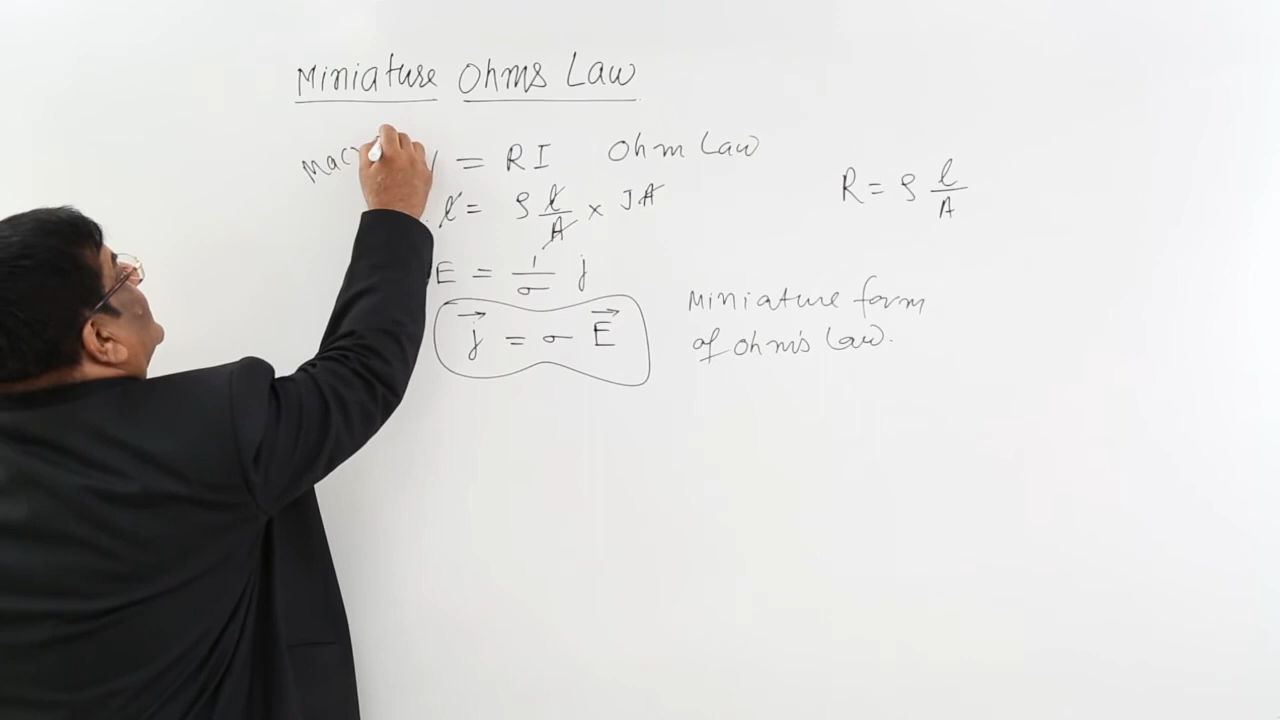 Miniature Ohms Law
= RI Ohm Law
R = ρ l/A
l = ρ l/A × JA
E = 1/σ j
j⃗ = σ E⃗
Miniature form
of ohm's law.